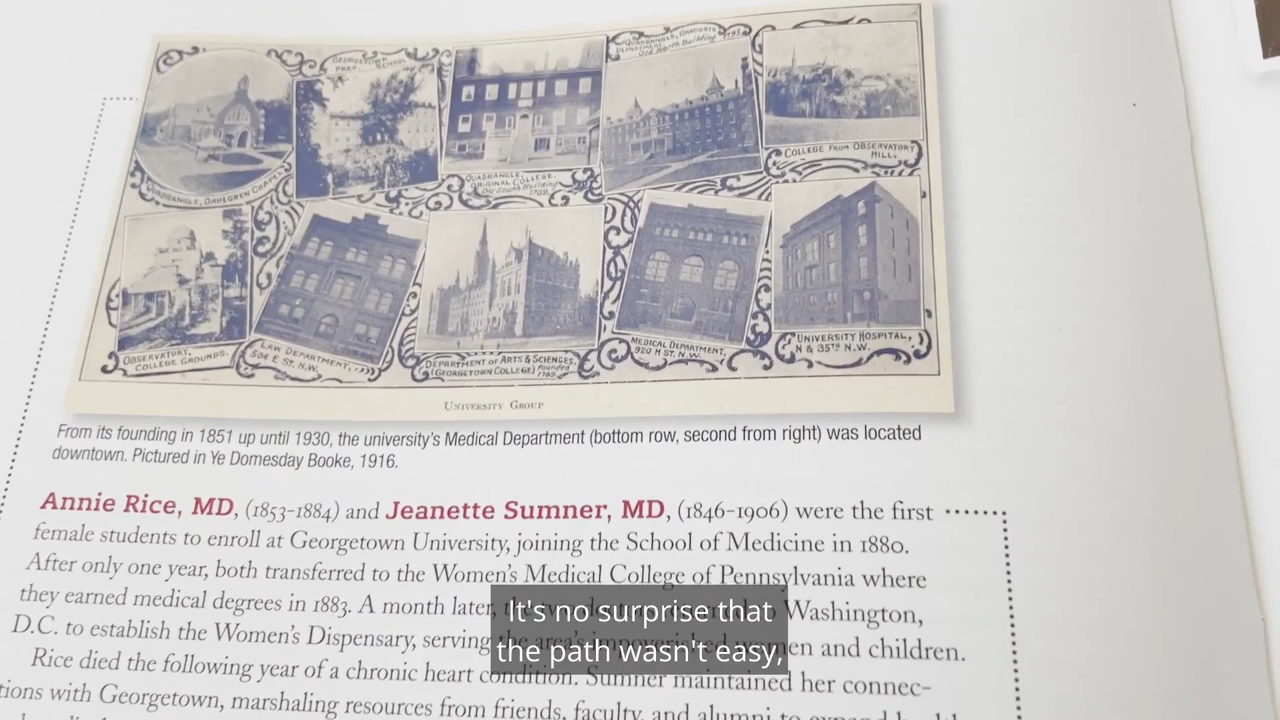 QUADRANGLE, DAHLGREN CHAPEL
GEORGETOWN
PREP. SCHOOL
QUADRANGLE,
ORIGINAL COLLEGE.
Old South Building
1789.
QUADRANGLE, GRADUATE
DEPARTMENT
Old North Building 1795
COLLEGE FROM OBSERVATORY
HILL.
OBSERVATORY,
COLLEGE GROUNDS.
LAW DEPARTMENT,
506 E ST. N.W.
DEPARTMENT OF ARTS & SCIENCES,
(GEORGETOWN COLLEGE) Founded
1789.
MEDICAL DEPARTMENT,
920 H ST. N.W.
UNIVERSITY HOSPITAL,
N & 35TH N.W.
UNIVERSITY GROUP
From its founding in 1851 up until 1930, the university's Medical Department (bottom row, second from right) was located
downtown. Pictured in Ye Domesday Booke, 1916.
Annie Rice, MD, (1853-1884) and Jeanette Sumner, MD, (1846-1906) were the first
female students to enroll at Georgetown University, joining the School of Medicine in 1880.
After only one year, both transferred to the Women's Medical College of Pennsylvania where
they earned medical degrees in 1883. A month later, Washington,
D.C. to establish the Women's Dispensary, serving the area's impoverished women and children.
Rice died the following year of a chronic heart condition. Sumner maintained her connec-
tions with Georgetown, marshaling resources from friends, faculty, and alumni to expand
It's no surprise that
the path wasn't easy,